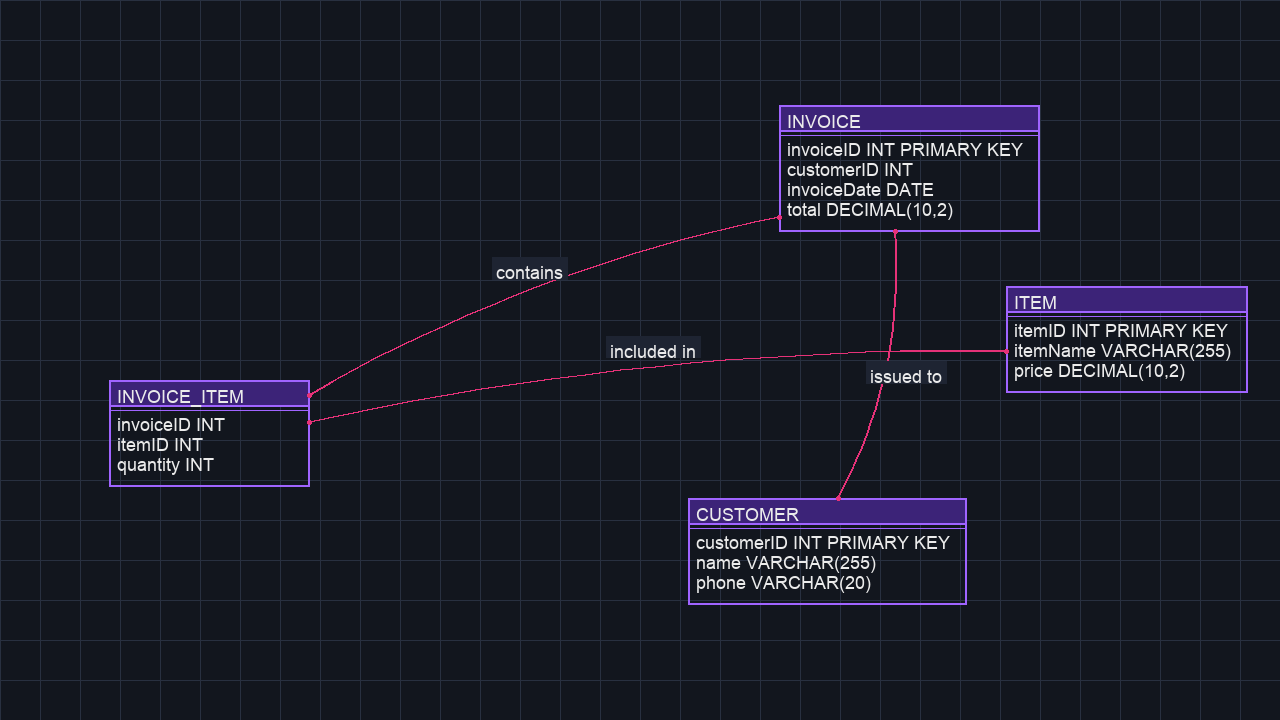 INVOICE
invoiceID INT PRIMARY KEY
customerID INT
invoiceDate DATE
total DECIMAL(10,2)
contains
ITEM
itemID INT PRIMARY KEY
itemName VARCHAR(255)
price DECIMAL(10,2)
included in
issued to
INVOICE_ITEM
invoiceID INT
itemID INT
quantity INT
CUSTOMER
customerID INT PRIMARY KEY
name VARCHAR(255)
phone VARCHAR(20)